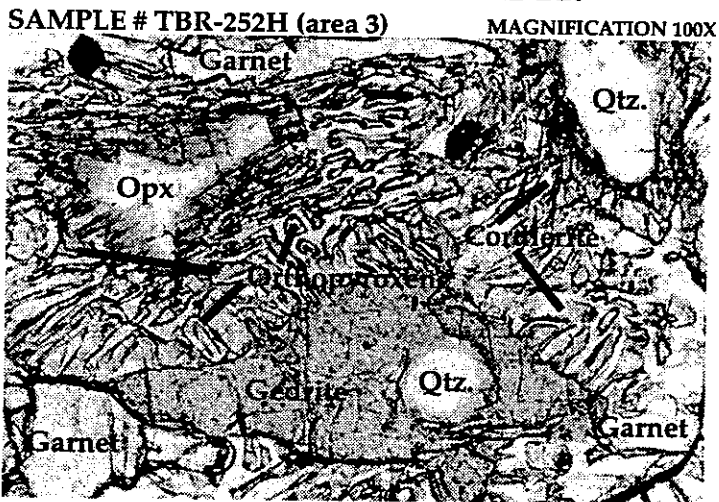 SAMPLE # TBR-252H (area 3)
MAGNIFICATION 100X
Garnet
Qtz.
Opx
Cordierite
Orthopyroxene
Gedrite
Qtz.
Garnet
Garnet